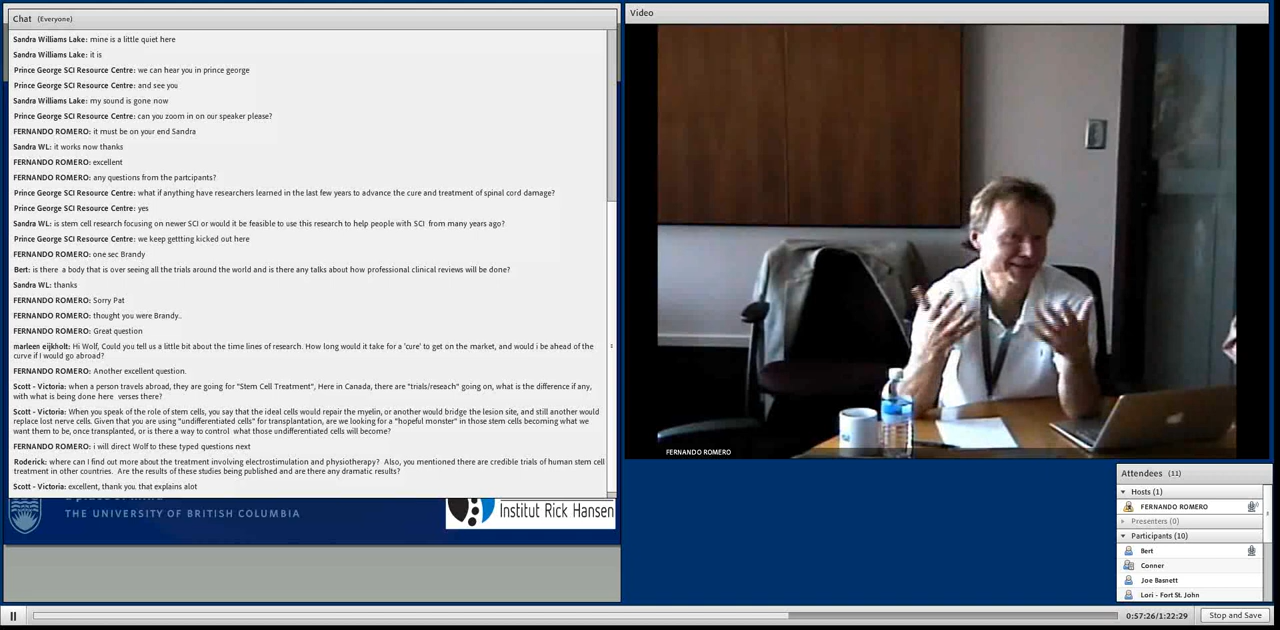 Chat (Everyone)
Sandra Williams Lake: mine is a little quiet here
Sandra Williams Lake: it is
Prince George SCI Resource Centre: we can hear you in prince george
Prince George SCI Resource Centre: and see you
Sandra Williams Lake: my sound is gone now
Prince George SCI Resource Centre: can you zoom in on our speaker please?
FERNANDO ROMERO: it must be on your end Sandra
Sandra WL: it works now thanks
FERNANDO ROMERO: excellent
FERNANDO ROMERO: any questions from the partcipants?
Prince George SCI Resource Centre: what if anything have researchers learned in the last few years to advance the cure and treatment of spinal cord damage?
Prince George SCI Resource Centre: yes
Sandra WL: is stem cell research focusing on newer SCI or would it be feasible to use this research to help people with SCI from many years ago?
Prince George SCI Resource Centre: we keep gettting kicked out here
FERNANDO ROMERO: one sec Brandy
Bert: is there a body that is over seeing all the trials around the world and is there any talks about how professional clinical reviews will be done?
Sandra WL: thanks
FERNANDO ROMERO: Sorry Pat
FERNANDO ROMERO: thought you were Brandy..
FERNANDO ROMERO: Great question
marleen eijkholt: Hi Wolf, Could you tell us a little bit about the time lines of research. How long would it take for a 'cure' to get on the market, and would i be ahead of the
curve if I would go abroad?
FERNANDO ROMERO: Another excellent question.
Scott - Victoria: when a person travels abroad, they are going for "Stem Cell Treatment", Here in Canada, there are "trials/reseach" going on, what is the difference if any,
with what is being done here verses there?
Scott - Victoria: When you speak of the role of stem cells, you say that the ideal cells would repair the myelin, or another would bridge the lesion site, and still another would
replace lost nerve cells. Given that you are using "undifferentiated cells" for transplantation, are we looking for a "hopeful monster" in those stem cells becoming what we
want them to be, once transplanted, or is there a way to control what those undifferentiated cells will become?
FERNANDO ROMERO: i will direct Wolf to these typed questions next
Roderick: where can I find out more about the treatment involving electrostimulation and physiotherapy? Also, you mentioned there are credible trials of human stem cell
treatment in other countries. Are the results of these studies being published and are there any dramatic results?
Scott - Victoria: excellent, thank you. that explains alot
THE UNIVERSITY OF BRITISH COLUMBIA
Institut Rick Hansen
Video
FERNANDO ROMERO
Attendees (11)
Hosts (1)
FERNANDO ROMERO
Presenters (0)
Participants (10)
Bert
Conner
Joe Basnett
Lori - Fort St. John
0:57:26/1:22:29
Stop and Save